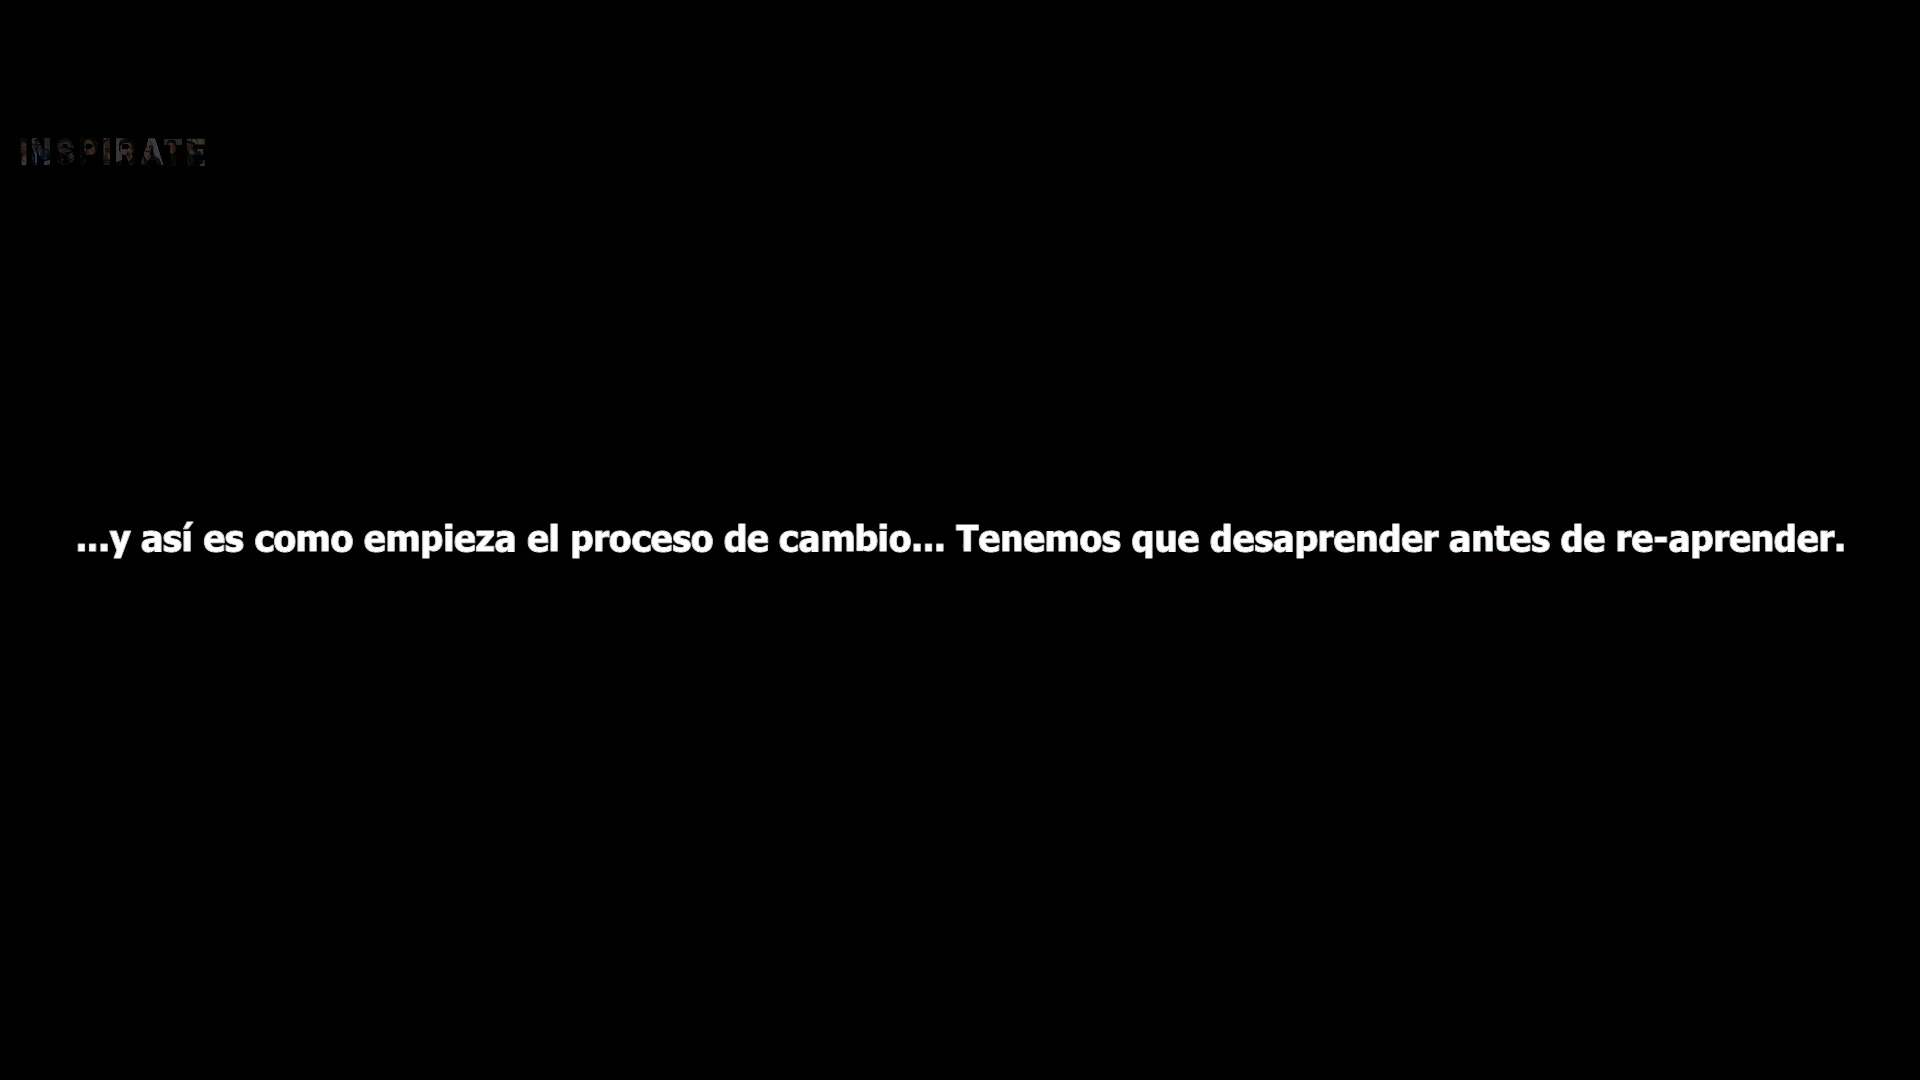 INSPIRATE
...y así es como empieza el proceso de cambio... Tenemos que desaprender antes de re-aprender.